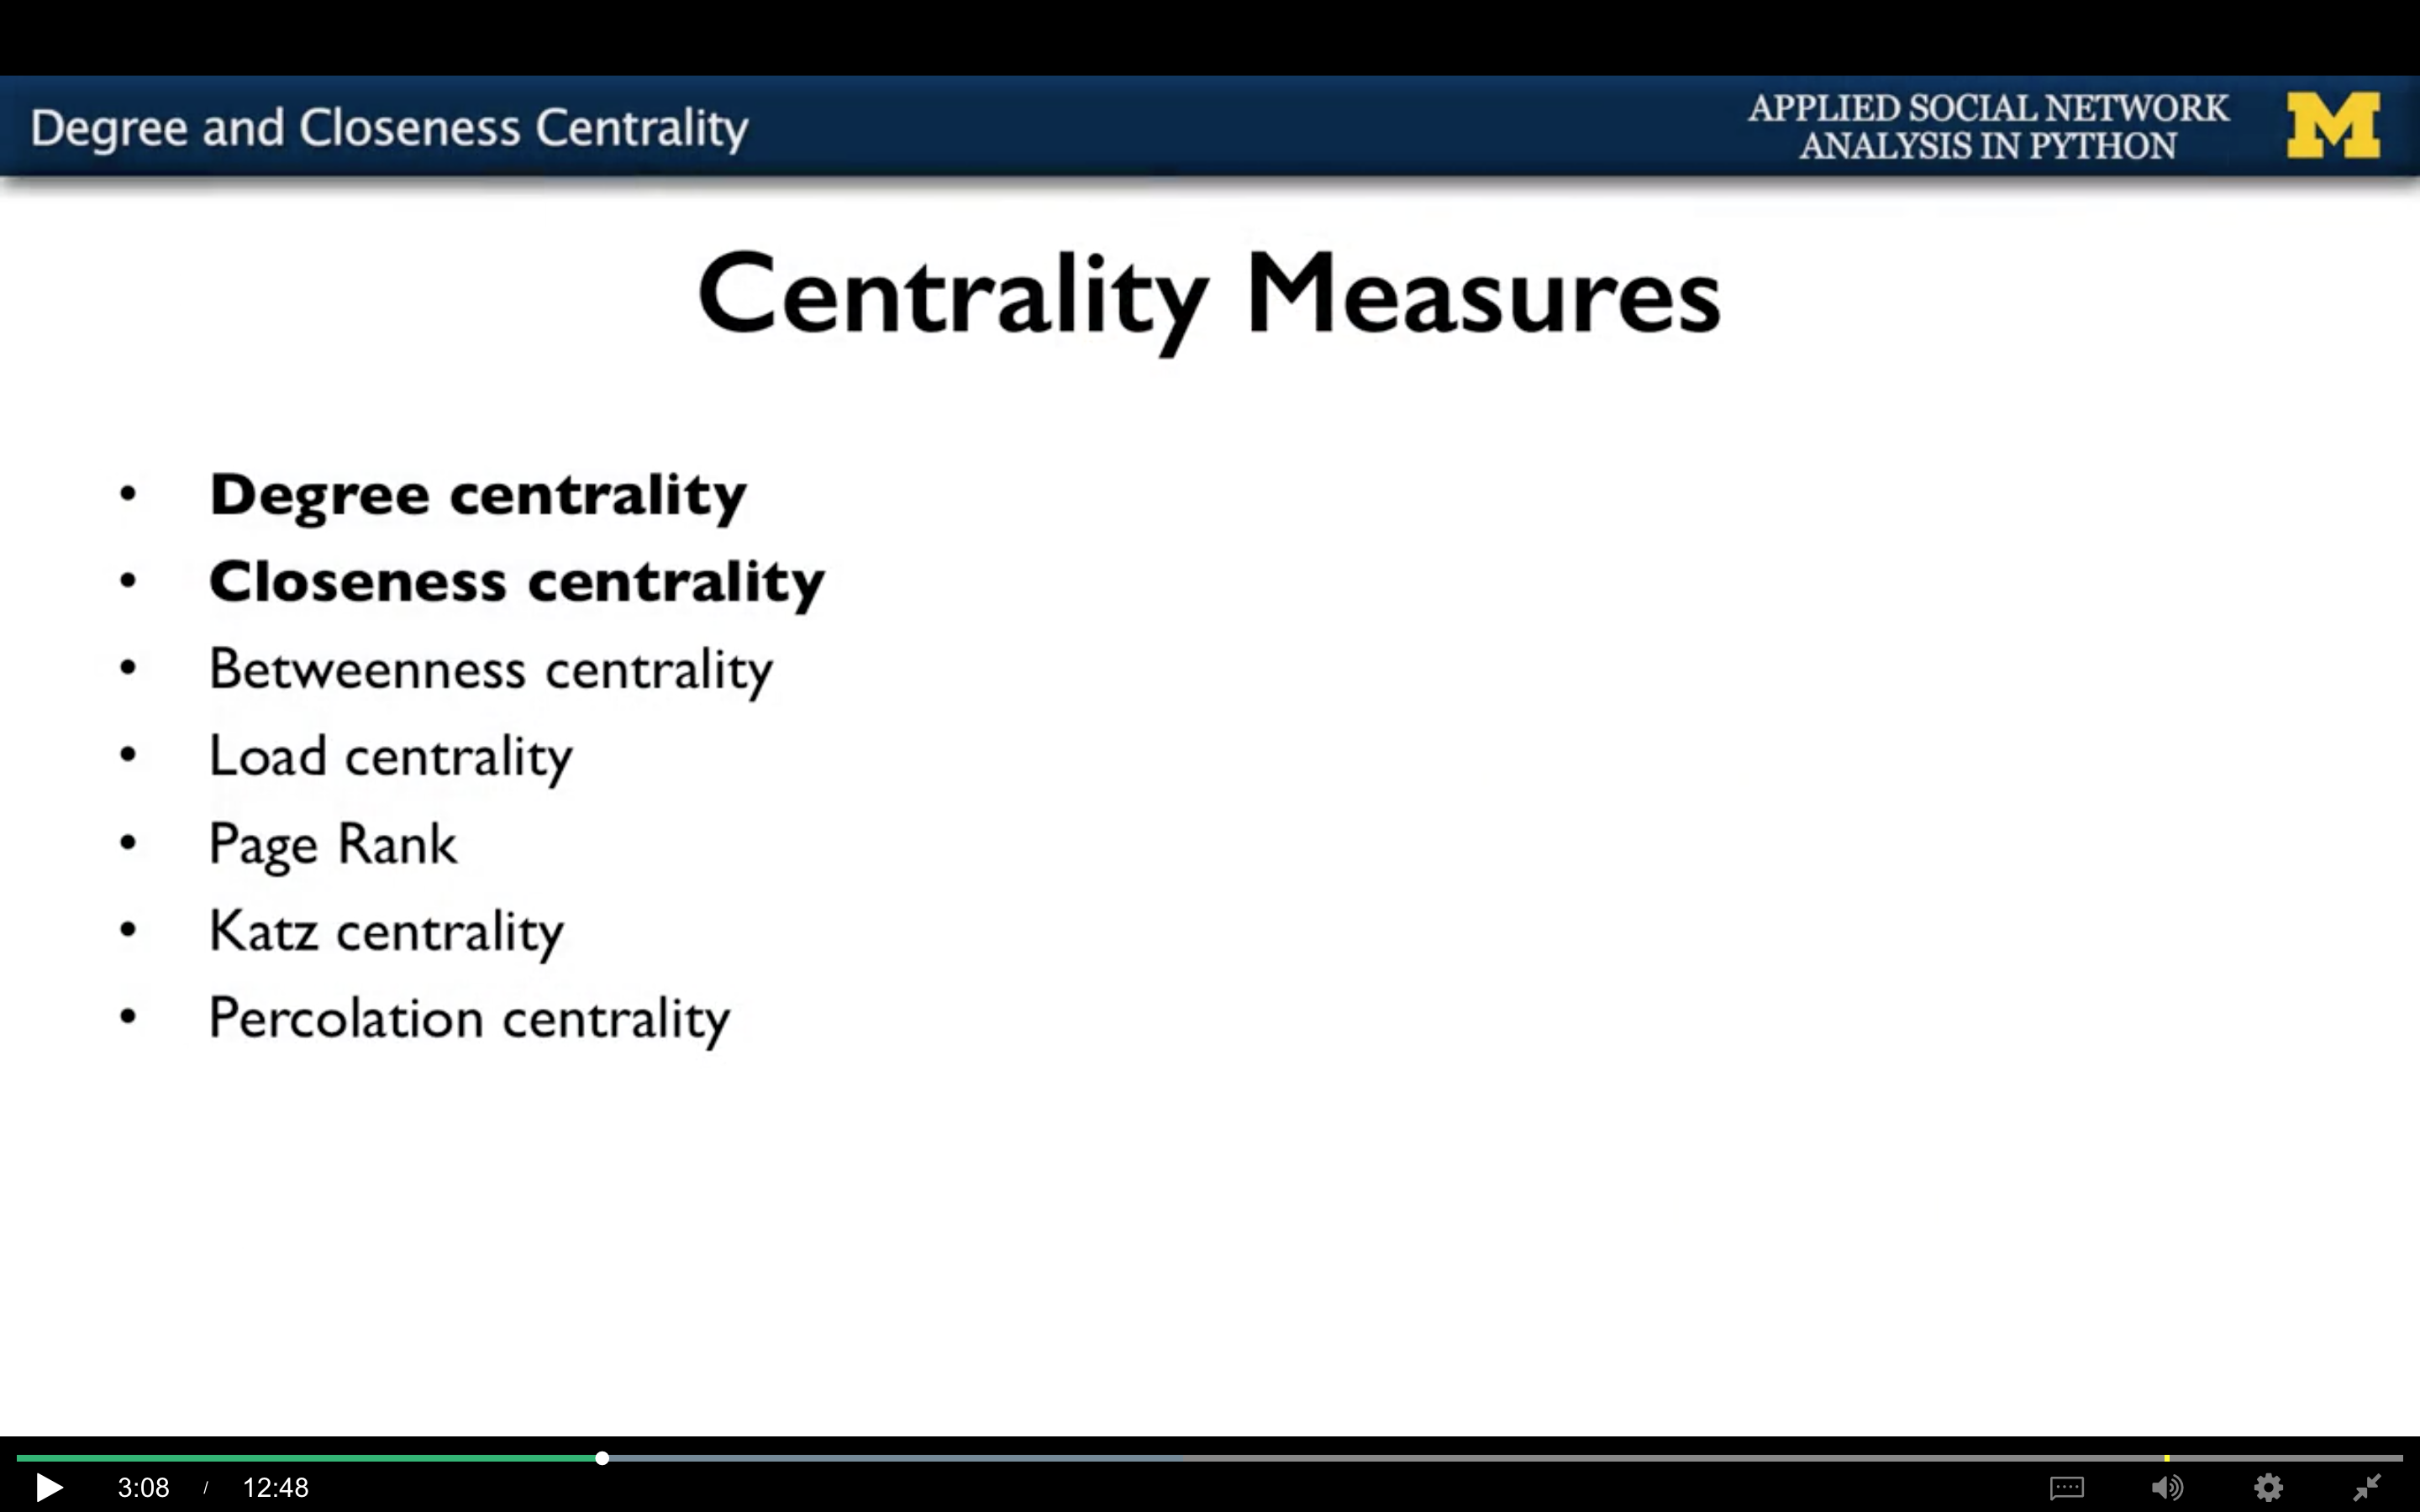 Degree and Closeness Centrality
APPLIED SOCIAL NETWORK
ANALYSIS IN PYTHON
M
Centrality Measures
• Degree centrality
• Closeness centrality
• Betweenness centrality
• Load centrality
• Page Rank
• Katz centrality
• Percolation centrality
3:08 / 12:48